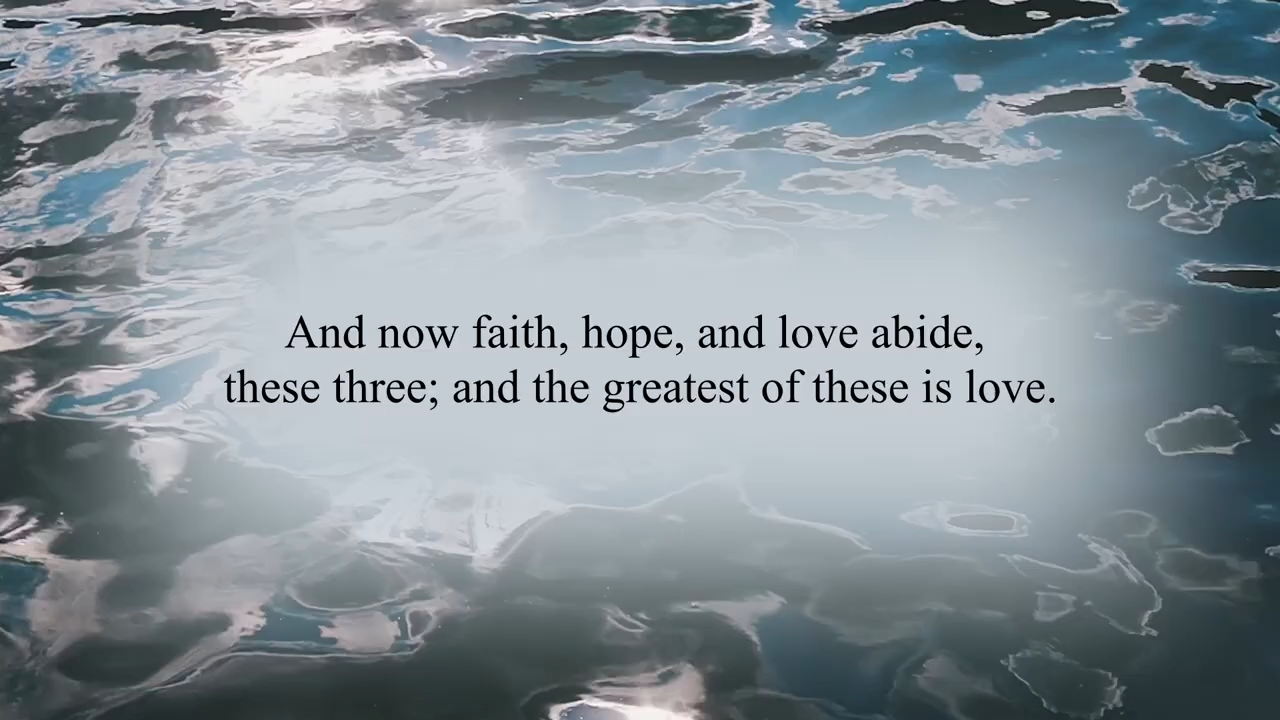 And now faith, hope, and love abide,
these three; and the greatest of these is love.